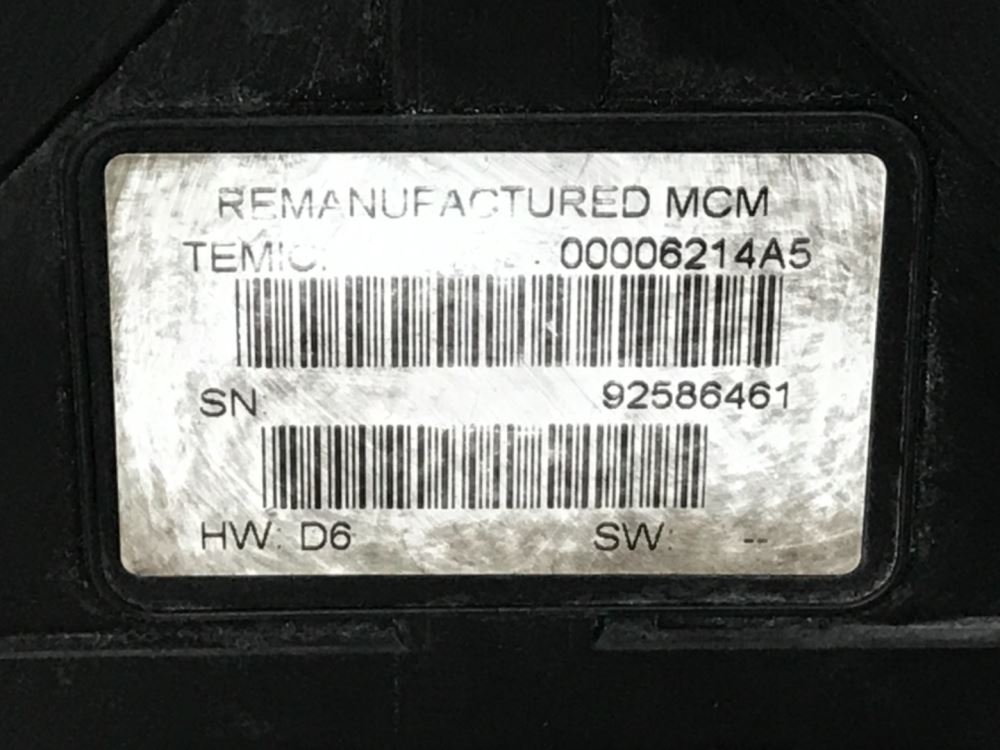 REMANUFACTURED MCM
TEMIC. 00006214A5
SN 92586461
HW: D6 SW: --